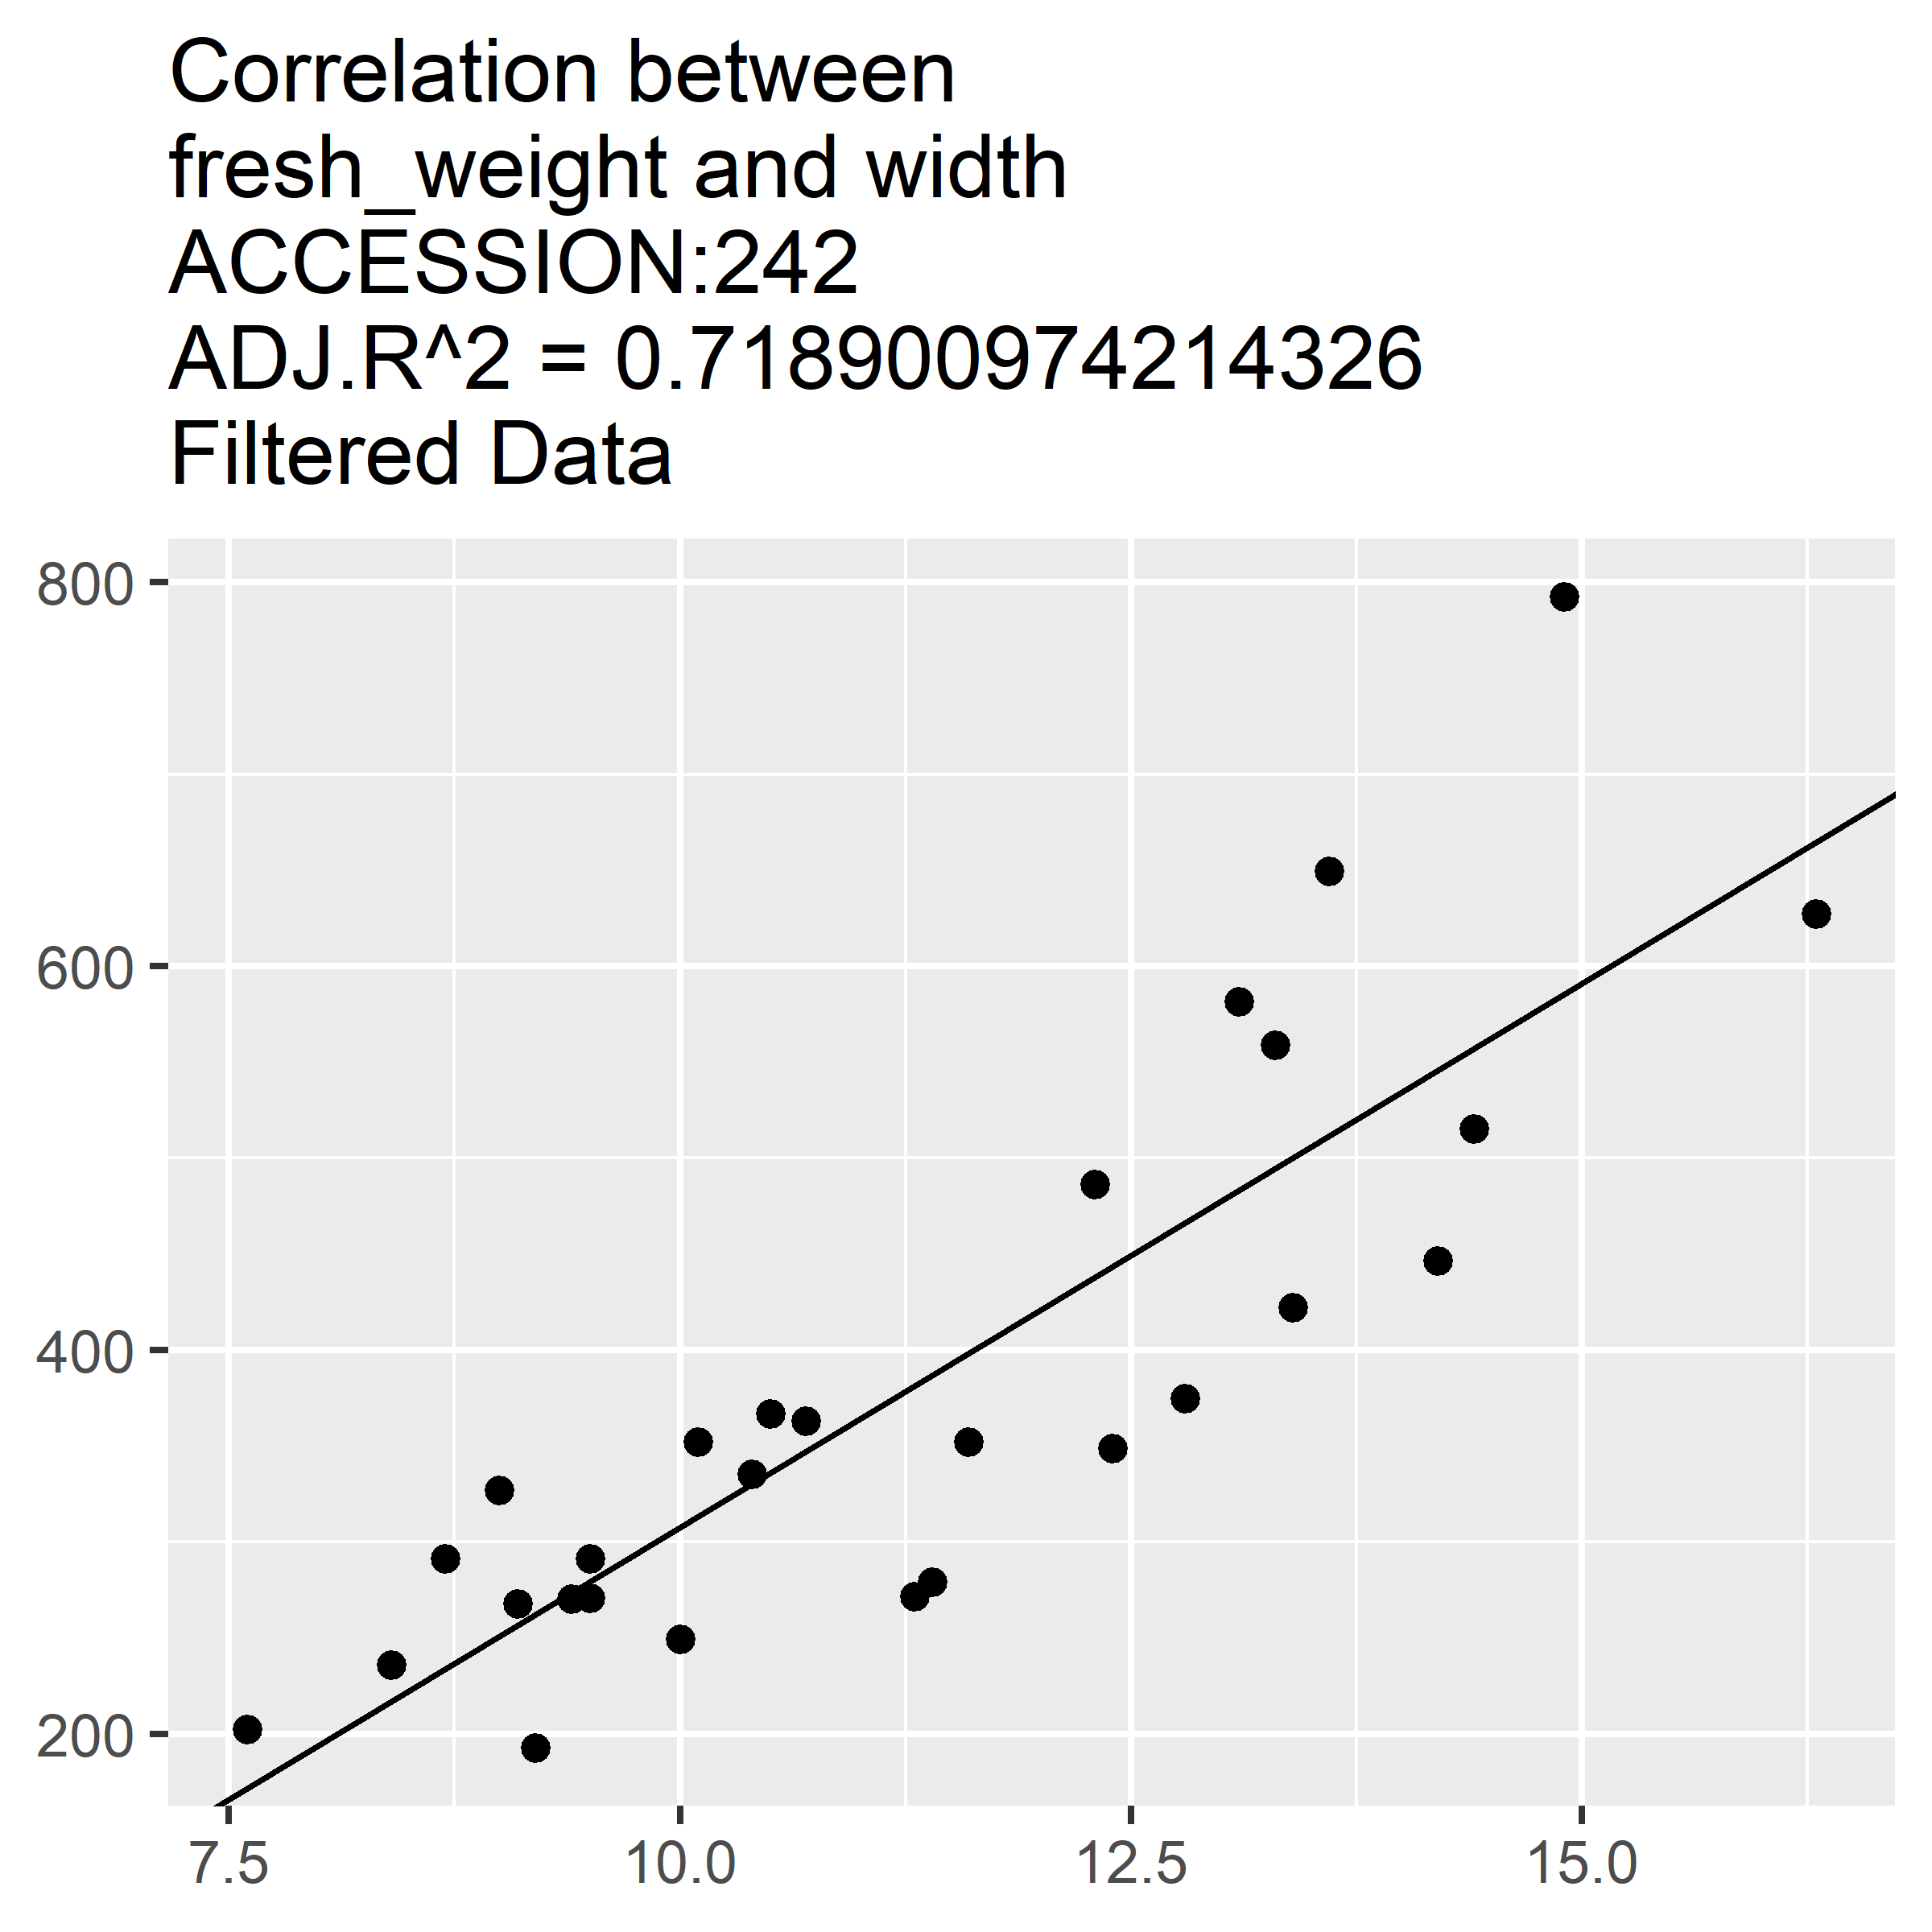 Correlation between
fresh_weight and width
ACCESSION:242
ADJ.R^2 = 0.718900974214326
Filtered Data
800
600
400
200
7.5 10.0 12.5 15.0